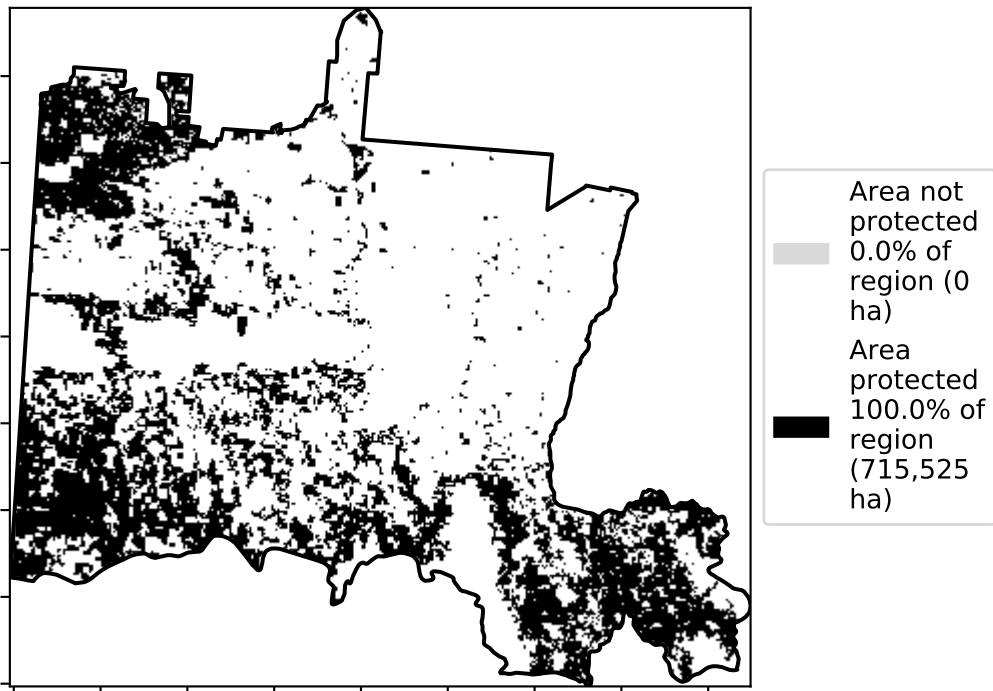 Area not
protected
0.0% of
region (0
ha)
Area
protected
100.0% of
region
(715,525
ha)